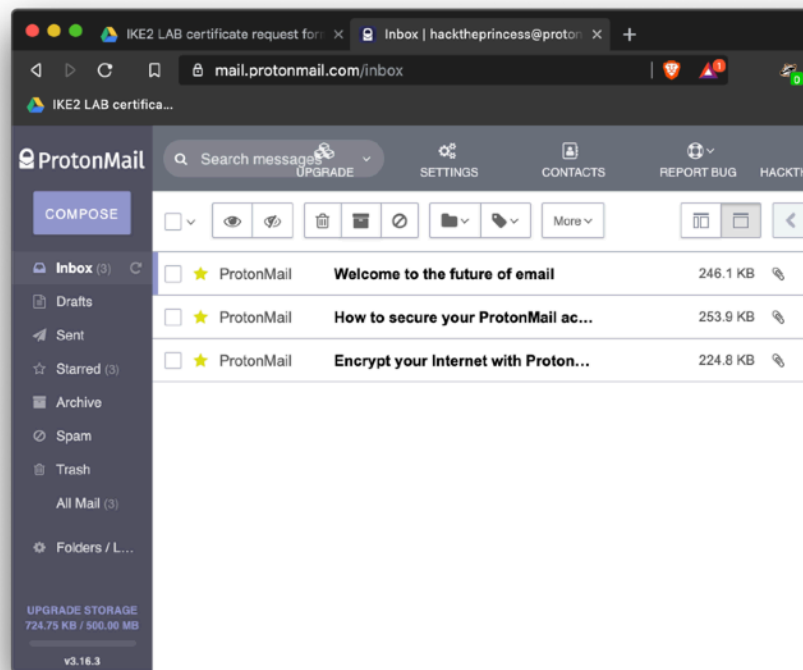 IKE2 LAB certificate request for
Inbox | hacktheprincess@proton
mail.protonmail.com/inbox
1
0
IKE2 LAB certifica...
ProtonMail
Search messages
UPGRADE
SETTINGS
CONTACTS
REPORT BUG
HACKTH
COMPOSE
More
Inbox (3)
Drafts
Sent
Starred (3)
Archive
Spam
Trash
All Mail (3)
Folders / L...
UPGRADE STORAGE
724.75 KB / 500.00 MB
v3.16.3
ProtonMail Welcome to the future of email 246.1 KB
ProtonMail How to secure your ProtonMail ac... 253.9 KB
ProtonMail Encrypt your Internet with Proton... 224.8 KB